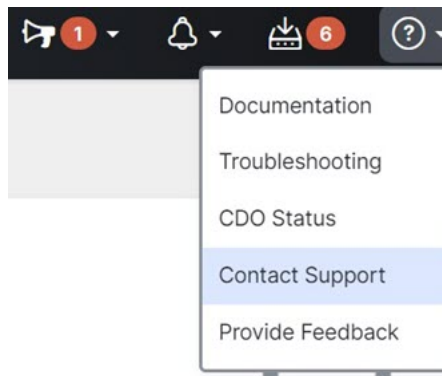 1
6
?
Documentation
Troubleshooting
CDO Status
Contact Support
Provide Feedback